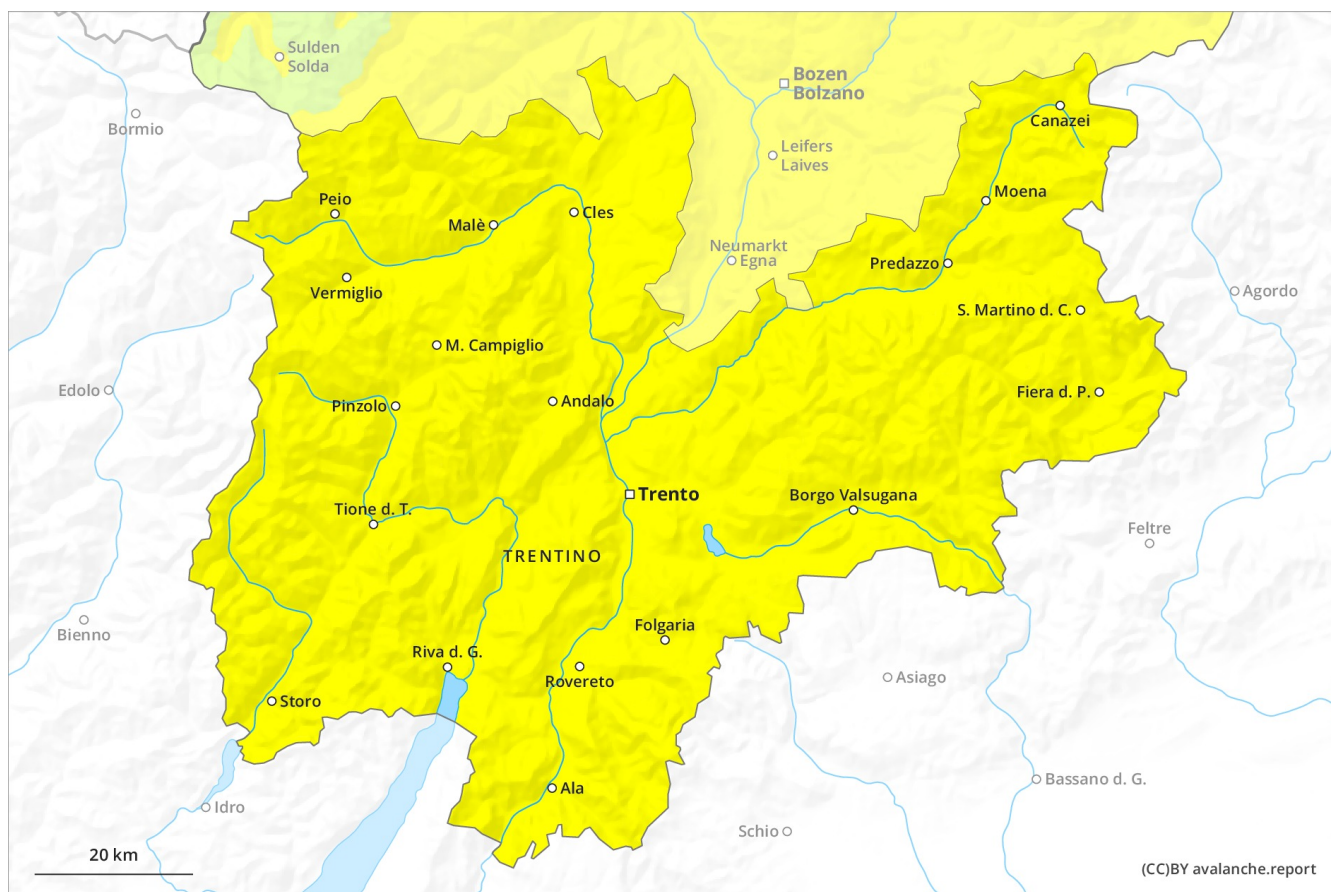 Sulden
Solda
Bozen
Bolzano
Bormio
Canazei
Leifers
Laives
Peio
Moena
Malè
Cles
Neumarkt
Egna
Predazzo
Vermiglio
Agordo
S. Martino d. C.
M. Campiglio
Edolo
Fiera d. P.
Pinzolo
Andalo
Trento
Borgo Valsugana
Tione d. T.
Feltre
TRENTINO
Bienno
Folgaria
Riva d. G.
Asiago
Rovereto
Storo
Bassano d. G.
Ala
Idro
Schio
20 km
(CC)BY avalanche.report